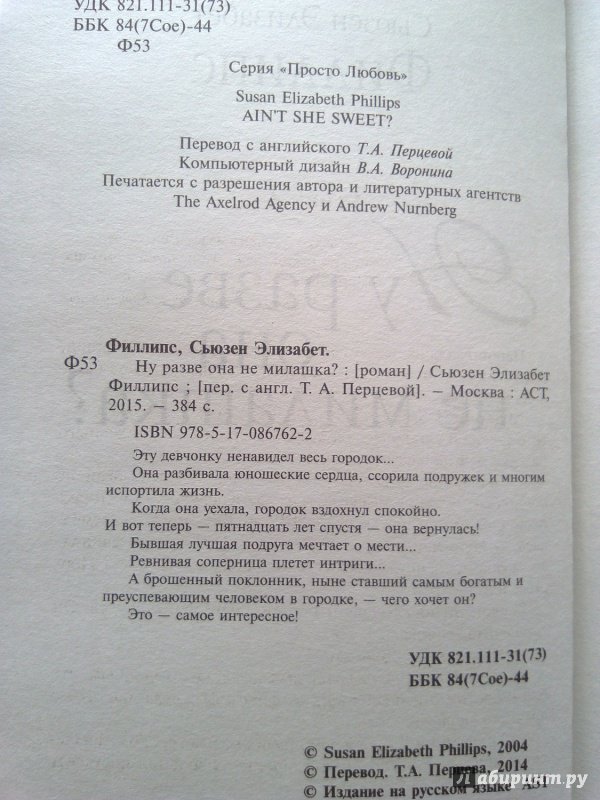 УДК 821.111-31(73)
ББК 84(7Сое)-44
Ф53
Серия «Просто Любовь»
Susan Elizabeth Phillips
AIN'T SHE SWEET?
Перевод с английского Т.А. Перцевой
Компьютерный дизайн В.А. Воронина
Печатается с разрешения автора и литературных агентств
The Axelrod Agency и Andrew Nurnberg
Филлипс, Сьюзен Элизабет.
Ф53 Ну разве она не милашка? : [роман] / Сьюзен Элизабет
Филлипс ; [пер. с англ. Т. А. Перцевой]. – Москва : АСТ,
2015. – 384 с.
ISBN 978-5-17-086762-2
Эту девчонку ненавидел весь городок...
Она разбивала юношеские сердца, ссорила подружек и многим
испортила жизнь.
Когда она уехала, городок вздохнул спокойно.
И вот теперь — пятнадцать лет спустя — она вернулась!
Бывшая лучшая подруга мечтает о мести...
Ревнивая соперница плетет интриги...
А брошенный поклонник, ныне ставший самым богатым и
преуспевающим человеком в городке, — чего хочет он?
Это — самое интересное!
УДК 821.111-31(73)
ББК 84(7Сое)-44
© Susan Elizabeth Phillips, 2004
© Перевод. Т.А. Перцева, 2014
© Издание на русском языке AST
лабиринт.ру